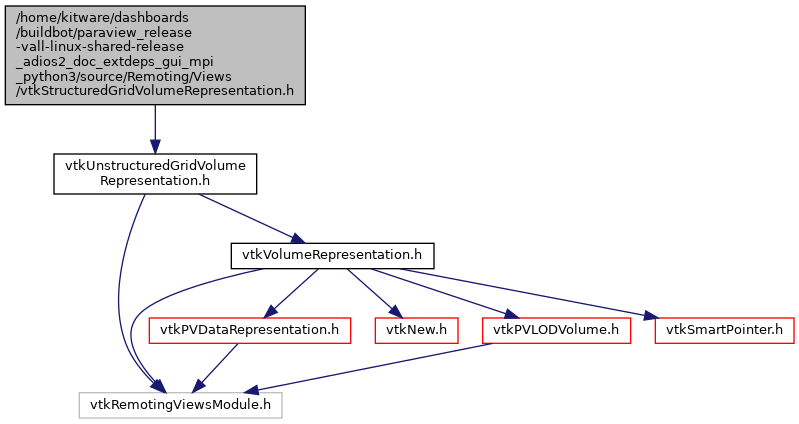 /home/kitware/dashboards
/buildbot/paraview_release
-vall-linux-shared-release
_adios2_doc_extdeps_gui_mpi
_python3/source/Remoting/Views
/vtkStructuredGridVolumeRepresentation.h
vtkUnstructuredGridVolume
Representation.h
vtkVolumeRepresentation.h
vtkPVDataRepresentation.h
vtkNew.h
vtkPVLODVolume.h
vtkSmartPointer.h
vtkRemotingViewsModule.h